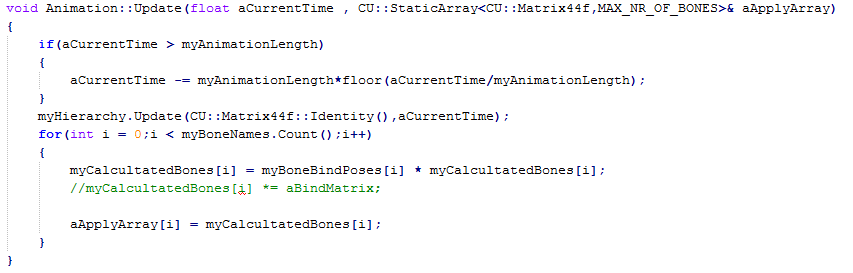 void Animation::Update(float aCurrentTime , CU::StaticArray<CU::Matrix44f,MAX_NR_OF_BONES>& aApplyArray)
{
    if(aCurrentTime > myAnimationLength)
    {
        aCurrentTime -= myAnimationLength*floor(aCurrentTime/myAnimationLength);
    }
    myHierarchy.Update(CU::Matrix44f::Identity(),aCurrentTime);
    for(int i = 0;i < myBoneNames.Count();i++)
    {
        myCalcultatedBones[i] = myBoneBindPoses[i] * myCalcultatedBones[i];
        //myCalcultatedBones[i] *= aBindMatrix;
        aApplyArray[i] = myCalcultatedBones[i];
    }
}